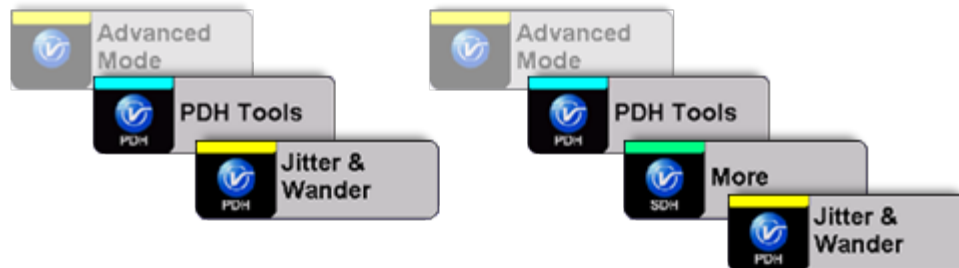 Advanced
Mode
PDH
PDH Tools
PDH
Jitter &
Wander
Advanced
Mode
PDH
PDH Tools
SDH
More
PDH
Jitter &
Wander